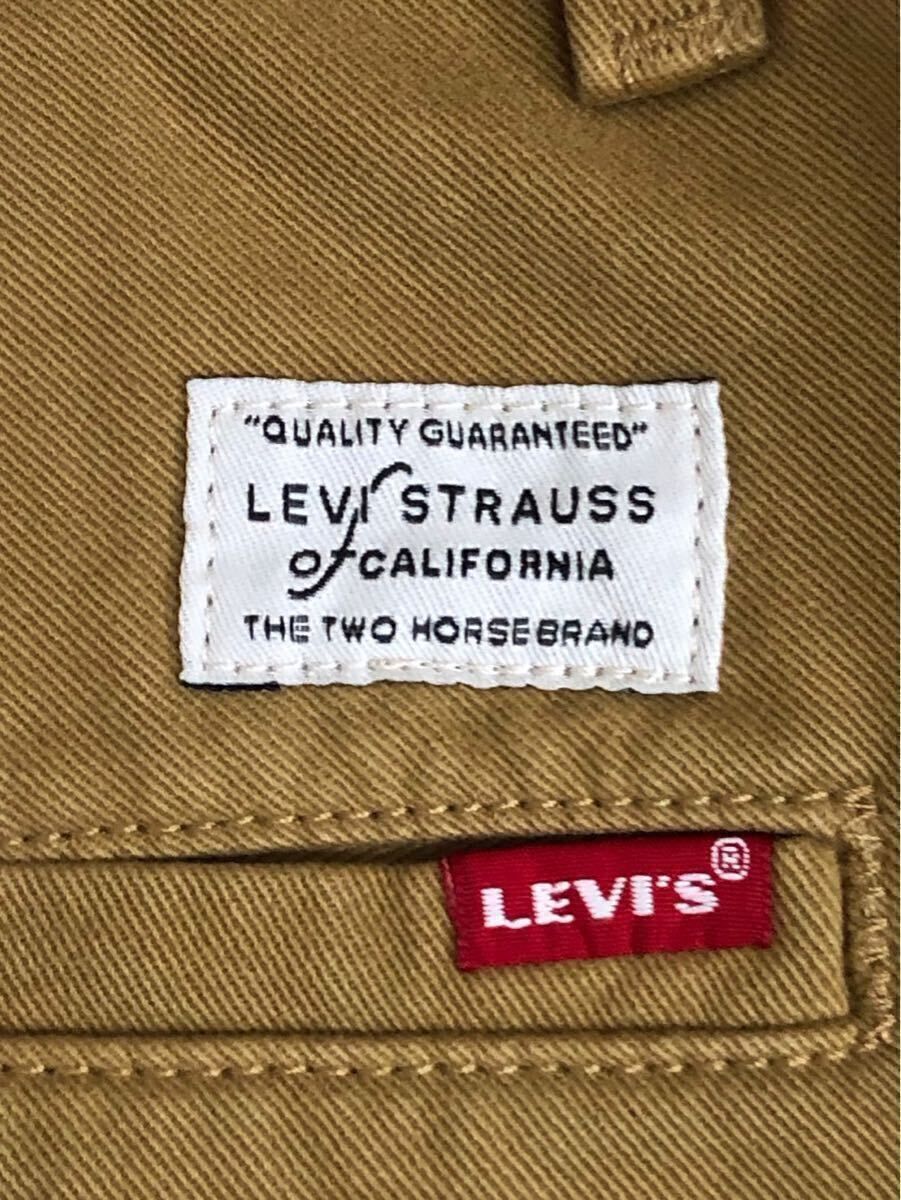 "QUALITY GUARANTEED"
LEVI STRAUSS
of CALIFORNIA
THE TWO HORSE BRAND
LEVI'S®